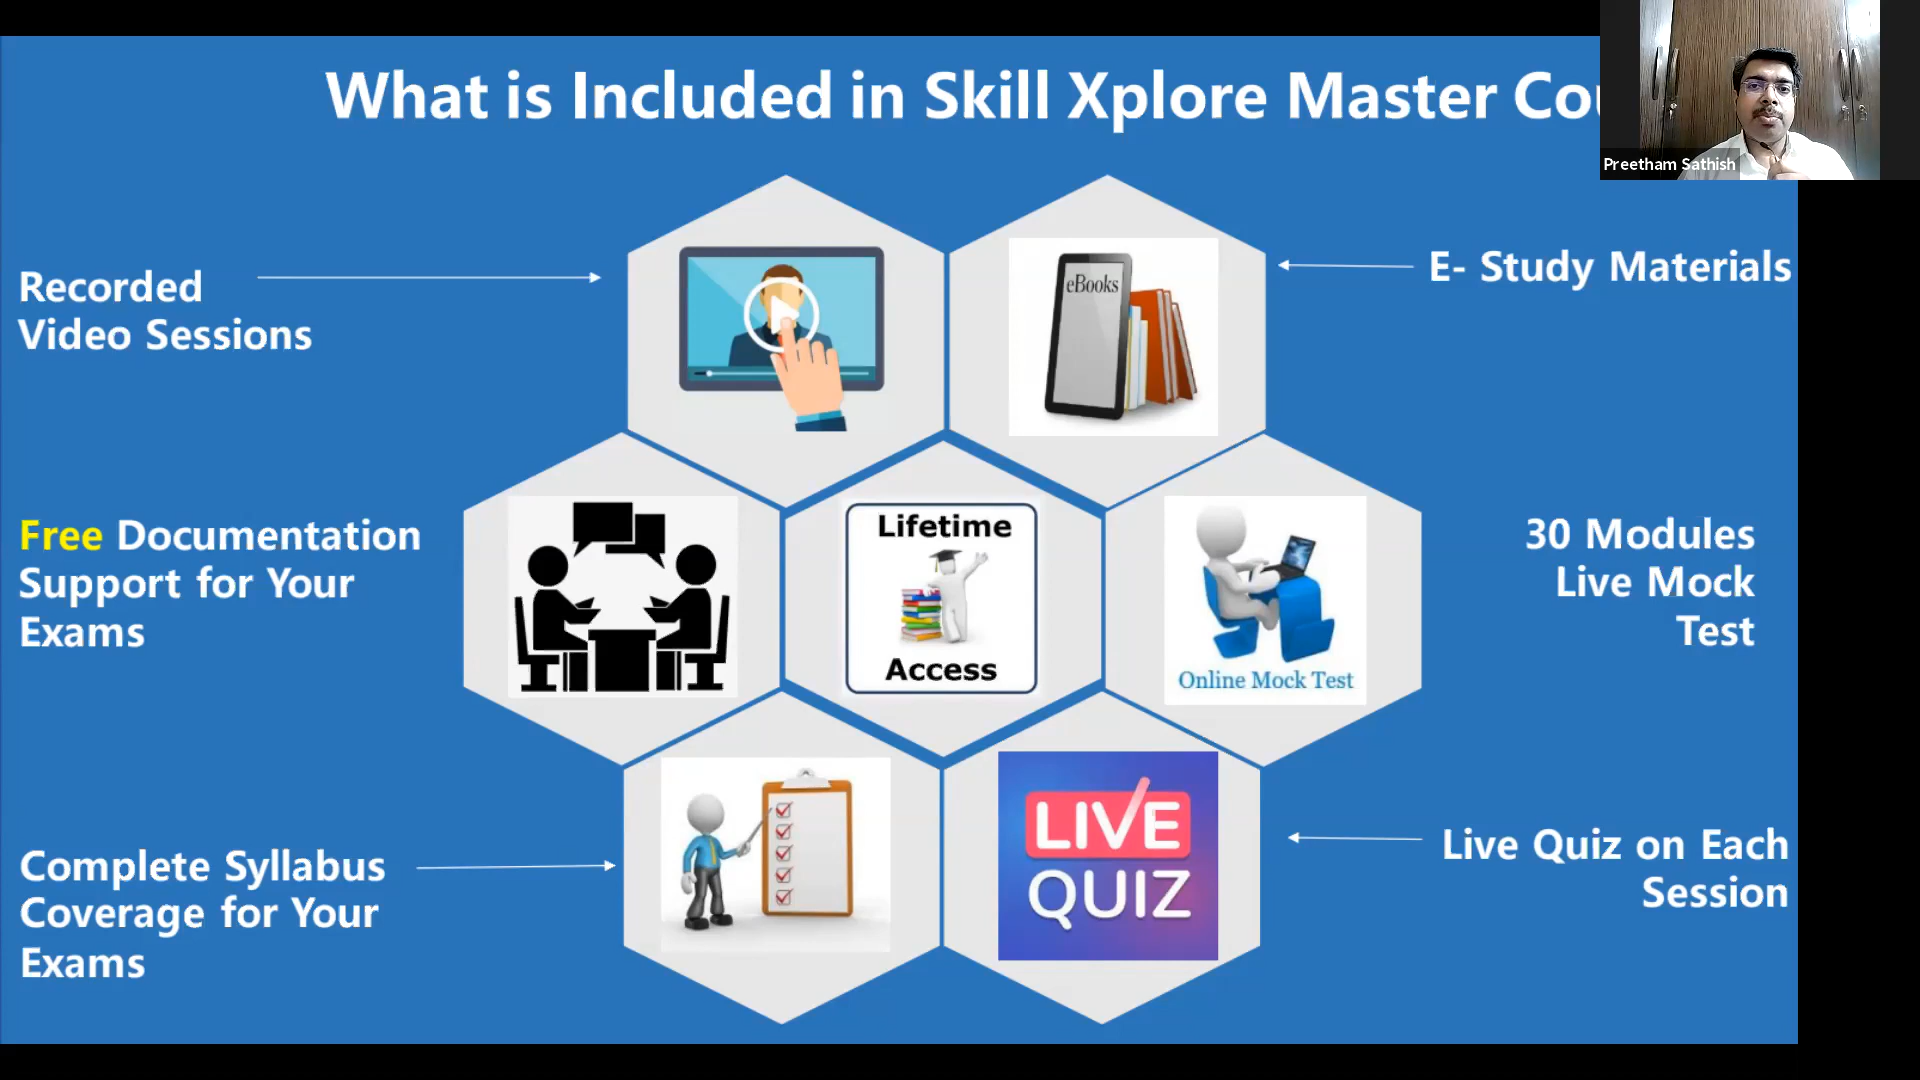 What is Included in Skill Xplore Master
Preetham Sathish
Recorded
Video Sessions
eBooks
E- Study Materials
Free Documentation
Support for Your
Exams
Lifetime
Access
Online Mock Test
30 Modules
Live Mock
Test
Complete Syllabus
Coverage for Your
Exams
LIVE
QUIZ
Live Quiz on Each
Session